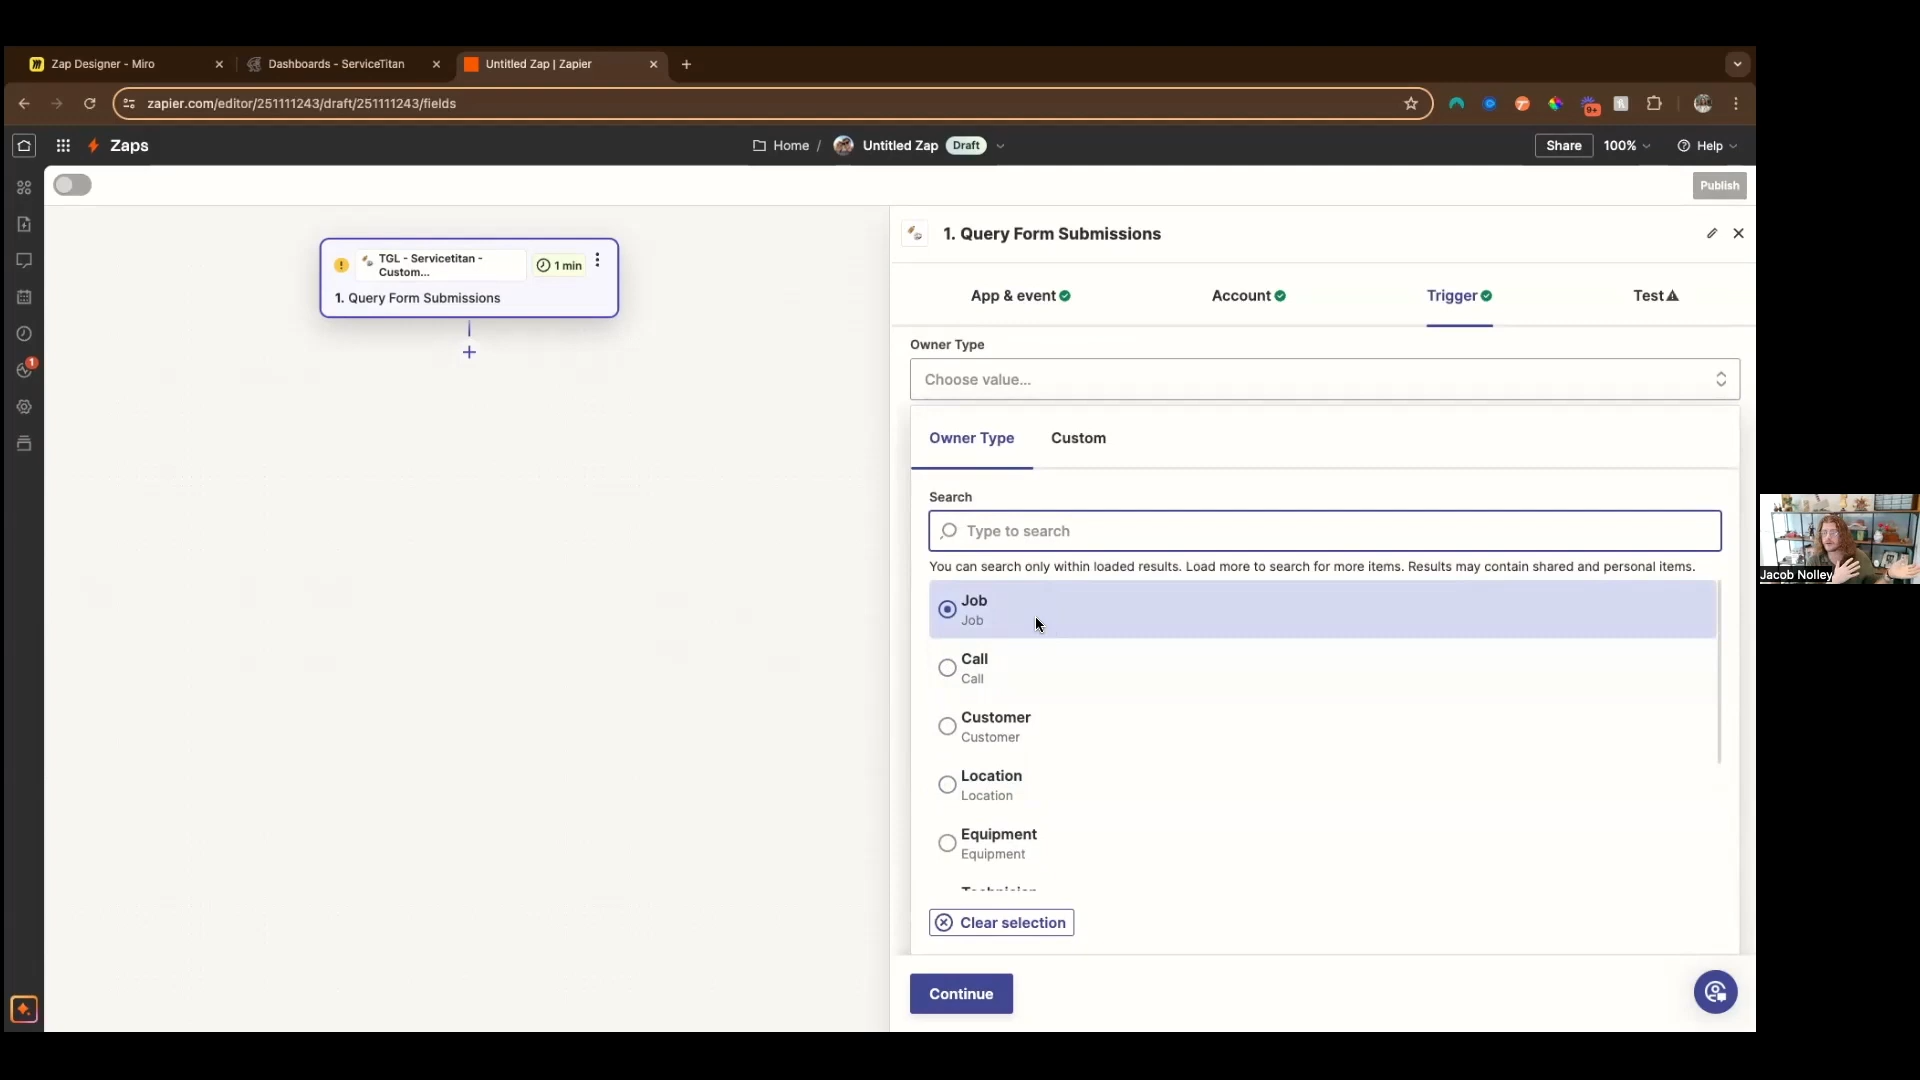 Zap Designer - Miro
Dashboards - ServiceTitan
Untitled Zap | Zapier
zapier.com/editor/251111243/draft/251111243/fields
9+
Zaps
Home /
Untitled Zap
Draft
Share
100%
Help
Publish
TGL - Servicetitan -
Custom...
1 min
1. Query Form Submissions
1
1. Query Form Submissions
App & event
Account
Trigger
Test
Owner Type
Choose value...
Owner Type
Custom
Search
Type to search
You can search only within loaded results. Load more to search for more items. Results may contain shared and personal items.
Job
Job
Call
Call
Customer
Customer
Location
Location
Equipment
Equipment
Clear selection
Continue
Jacob Nolley